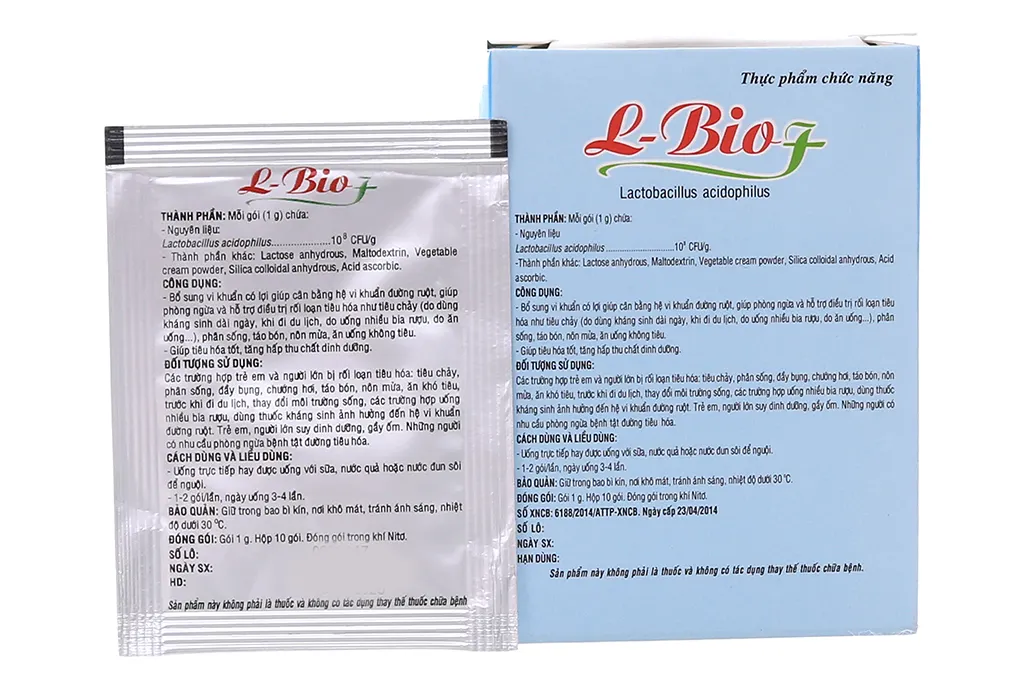 L-Bio
THÀNH PHẦN: Mỗi gói (1 g) chứa:
- Nguyên liệu:
Lactobacillus acidophilus.....................10⁸ CFU/g
- Thành phần khác: Lactose anhydrous, Maltodextrin, Vegetable
cream powder, Silica colloidal anhydrous, Acid ascorbic.
CÔNG DỤNG:
- Bổ sung vi khuẩn có lợi giúp cân bằng hệ vi khuẩn đường ruột, giúp
phòng ngừa và hỗ trợ điều trị rối loạn tiêu hóa như tiêu chảy (do dùng
kháng sinh dài ngày, khi đi du lịch, do uống nhiều bia rượu, do ăn
uống...), phân sống, táo bón, nôn mửa, ăn uống không tiêu.
- Giúp tiêu hóa tốt, tăng hấp thu chất dinh dưỡng.
ĐỐI TƯỢNG SỬ DỤNG:
Các trường hợp trẻ em và người lớn bị rối loạn tiêu hóa: tiêu chảy,
phân sống, đầy bụng, chướng hơi, táo bón, nôn mửa, ăn khó tiêu,
trước khi đi du lịch, thay đổi môi trường sống, các trường hợp uống
nhiều bia rượu, dùng thuốc kháng sinh ảnh hưởng đến hệ vi khuẩn
đường ruột. Trẻ em, người lớn suy dinh dưỡng, gầy ốm. Những người
có nhu cầu phòng ngừa bệnh tật đường tiêu hóa.
CÁCH DÙNG VÀ LIỀU DÙNG:
- Uống trực tiếp hay được uống với sữa, nước quả hoặc nước đun sôi
để nguội.
- 1-2 gói/lần, ngày uống 3-4 lần.
BẢO QUẢN: Giữ trong bao bì kín, nơi khô mát, tránh ánh sáng, nhiệt
độ dưới 30 ⁰C.
ĐÓNG GÓI: Gói 1 g. Hộp 10 gói. Đóng gói trong khí Nitơ.
SỐ LÔ:
NGÀY SX:
HD:
Sản phẩm này không phải là thuốc và không có tác dụng thay thế thuốc chữa bệnh
Thực phẩm chức năng
L-Bio
Lactobacillus acidophilus
THÀNH PHẦN: Mỗi gói (1 g) chứa:
- Nguyên liệu
Lactobacillus acidophilus ..............................10⁸ CFU/g.
-Thành phần khác: Lactose anhydrous, Maltodextrin, Vegetable cream powder, Silica colloidal anhydrous, Acid
ascorbic.
CÔNG DỤNG:
- Bổ sung vi khuẩn có lợi giúp cân bằng hệ vi khuẩn đường ruột, giúp phòng ngừa và hỗ trợ điều trị rối loạn tiêu
hóa như tiêu chảy (do dùng kháng sinh dài ngày, khi đi du lịch, do uống nhiều bia rượu, do ăn uống...), phân
sống, táo bón, nôn mửa, ăn uống không tiêu.
- Giúp tiêu hóa tốt, tăng hấp thu chất dinh dưỡng.
ĐỐI TƯỢNG SỬ DỤNG:
Các trường hợp trẻ em và người lớn bị rối loạn tiêu hóa: tiêu chảy, phân sống, đầy bụng, chướng hơi, táo bón, nôn
mửa, ăn khó tiêu, trước khi đi du lịch, thay đổi môi trường sống, các trường hợp uống nhiều bia rượu, dùng thuốc
kháng sinh ảnh hưởng đến hệ vi khuẩn đường ruột. Trẻ em, người lớn suy dinh dưỡng, gầy ốm. Những người có
nhu cầu phòng ngừa bệnh tật đường tiêu hóa.
CÁCH DÙNG VÀ LIỀU DÙNG:
- Uống trực tiếp hay được uống với sữa, nước quả hoặc nước đun sôi để nguội.
- 1-2 gói/lần, ngày uống 3-4 lần.
BẢO QUẢN: Giữ trong bao bì kín, nơi khô mát, tránh ánh sáng, nhiệt độ dưới 30 ⁰C.
ĐÓNG GÓI: Gói 1 g. Hộp 10 gói. Đóng gói trong khí Nitơ.
SỐ XNCB: 6188/2014/ATTP-XNCB. Ngày cấp 23/04/2014
SỐ LÔ:
NGÀY SX:
HẠN DÙNG:
Sản phẩm này không phải là thuốc và không có tác dụng thay thế thuốc chữa bệnh.